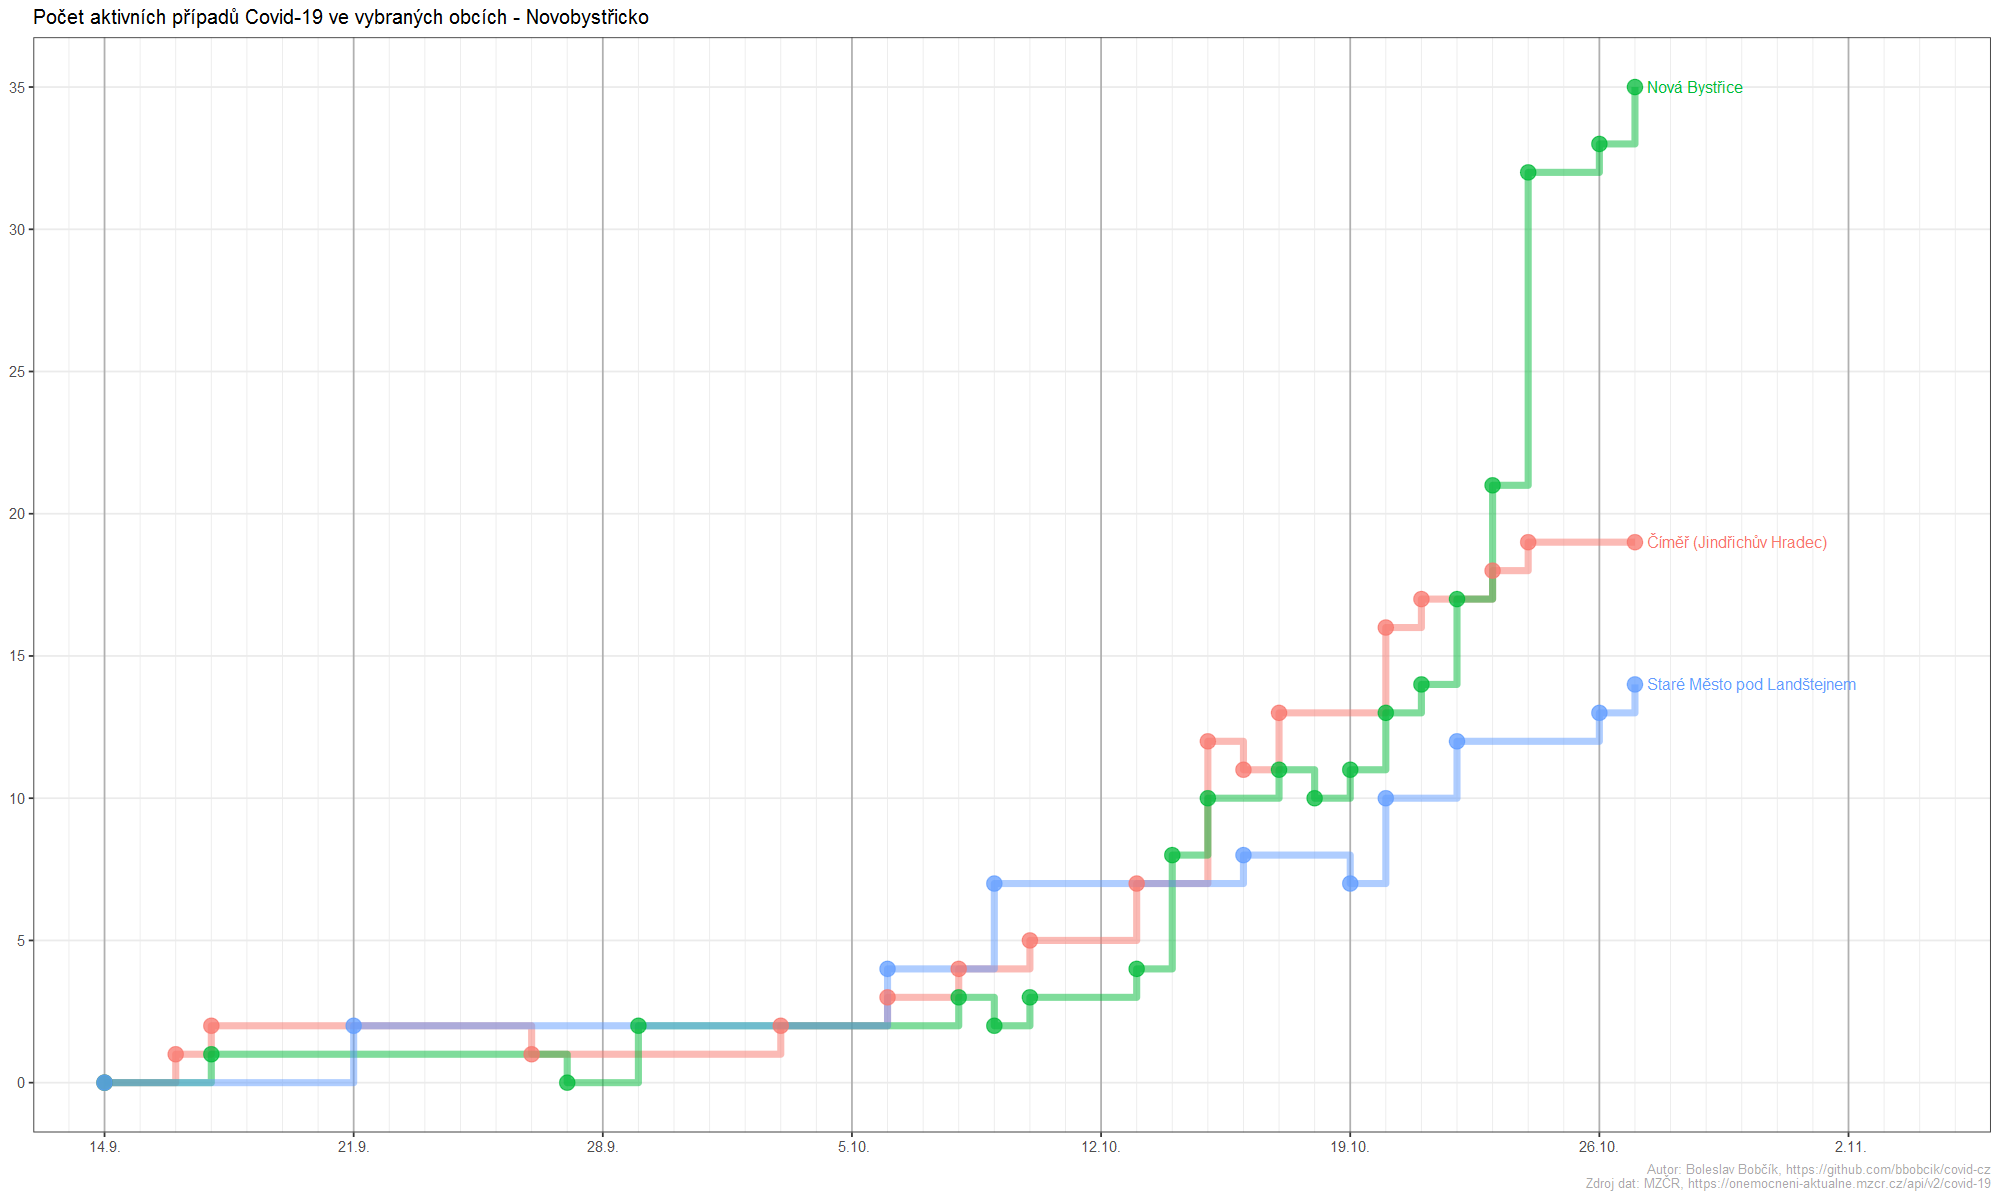 Počet aktivních případů Covid-19 ve vybraných obcích - Novobystřicko
35
Nová Bystřice
30
25
20
Číměř (Jindřichův Hradec)
15
Staré Město pod Landštejnem
10
5
0
14.9. 21.9. 28.9. 5.10. 12.10. 19.10. 26.10. 2.11.
Autor: Boleslav Bobčík, https://github.com/bbobcik/covid-cz
Zdroj dat: MZČR, https://onemocneni-aktualne.mzcr.cz/api/v2/covid-19